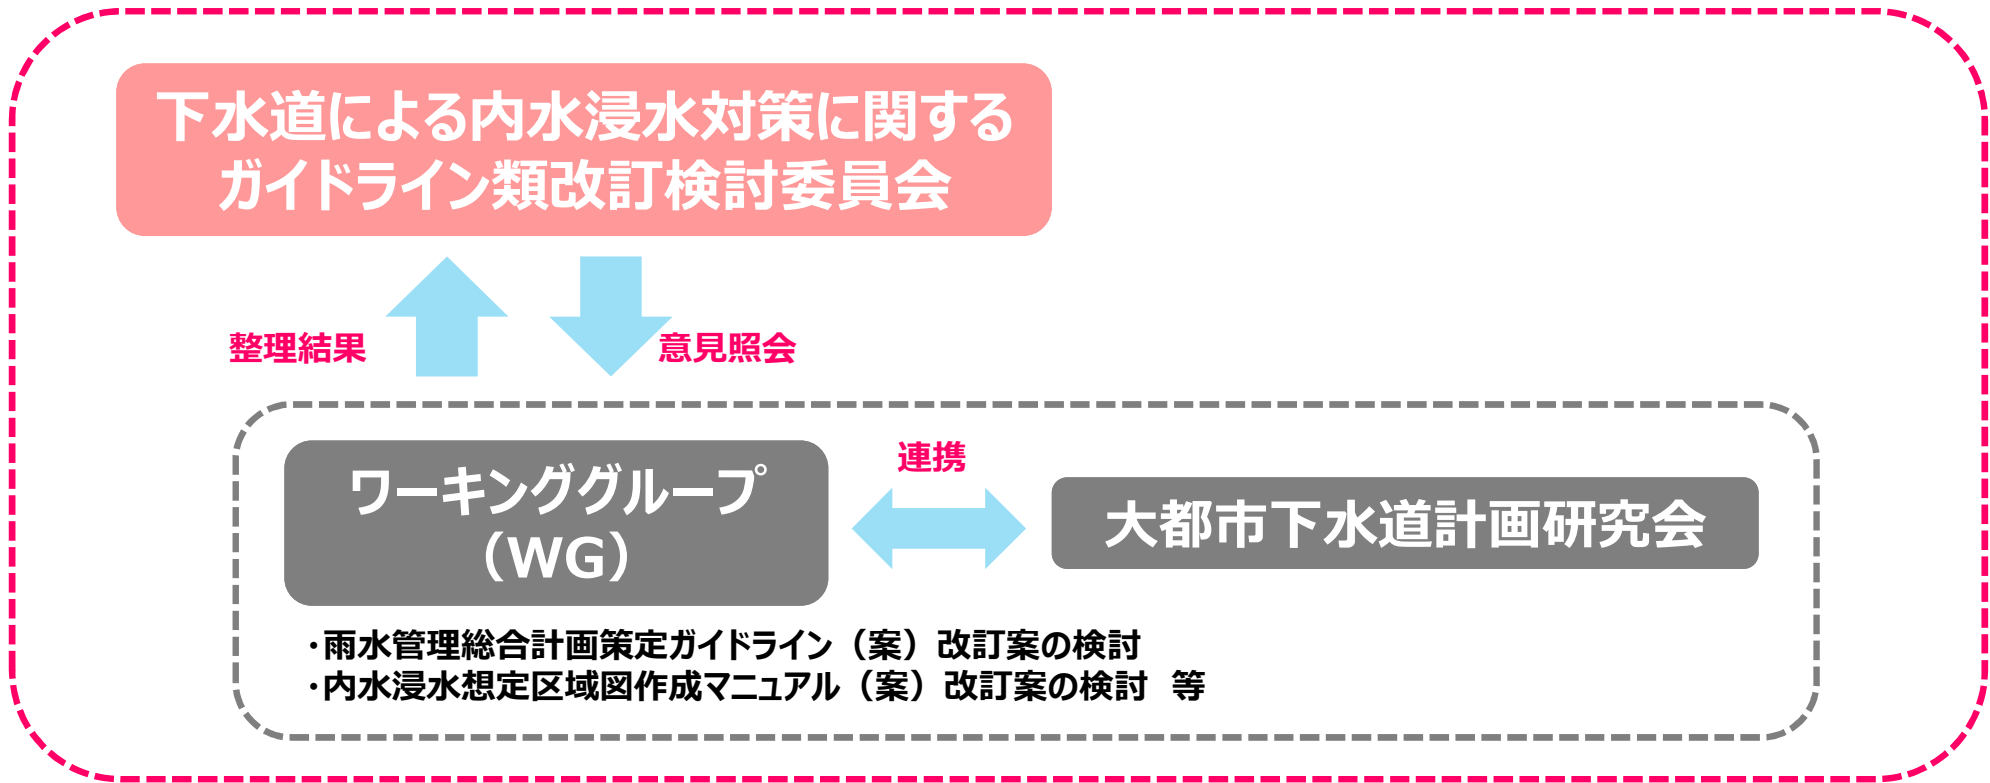 下水道による内水浸水対策に関する
ガイドライン類改訂検討委員会
整理結果
意見照会
連携
ワーキンググループ
（WG）
大都市下水道計画研究会
・雨水管理総合計画策定ガイドライン（案）改訂案の検討
・内水浸水想定区域図作成マニュアル（案）改訂案の検討　等